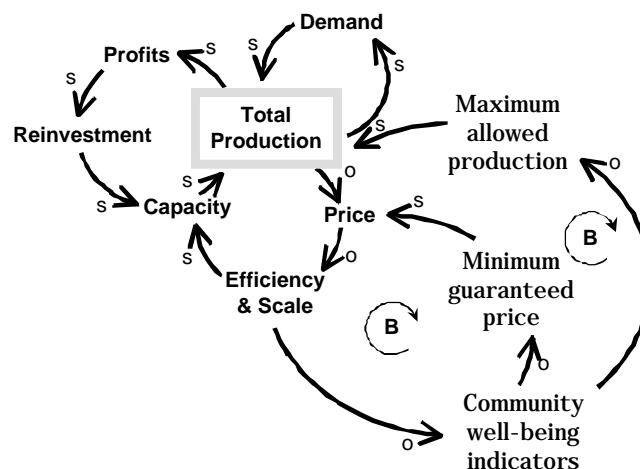 Demand
s
s
Profits
s
s
Total
Production
s
Maximum
allowed
production
Reinvestment
s
s
Capacity
o
Price
s
o
o
B
s
Efficiency
& Scale
Minimum
guaranteed
price
B
o
o
Community
well-being
indicators